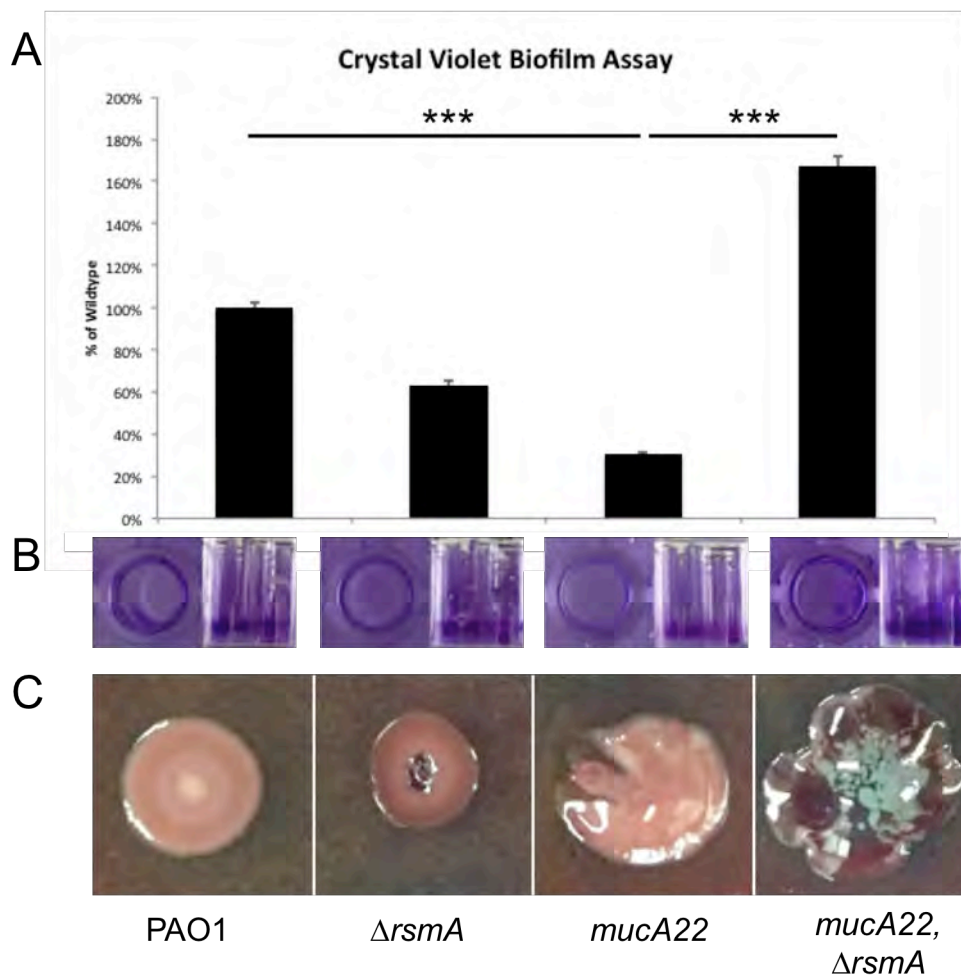 A
Crystal Violet Biofilm Assay
200%
180%
160%
140%
120%
100%
80%
60%
40%
20%
0%
% of Wildtype
***
***
B
C
PAO1
ΔrsmA
mucA22
mucA22,
ΔrsmA